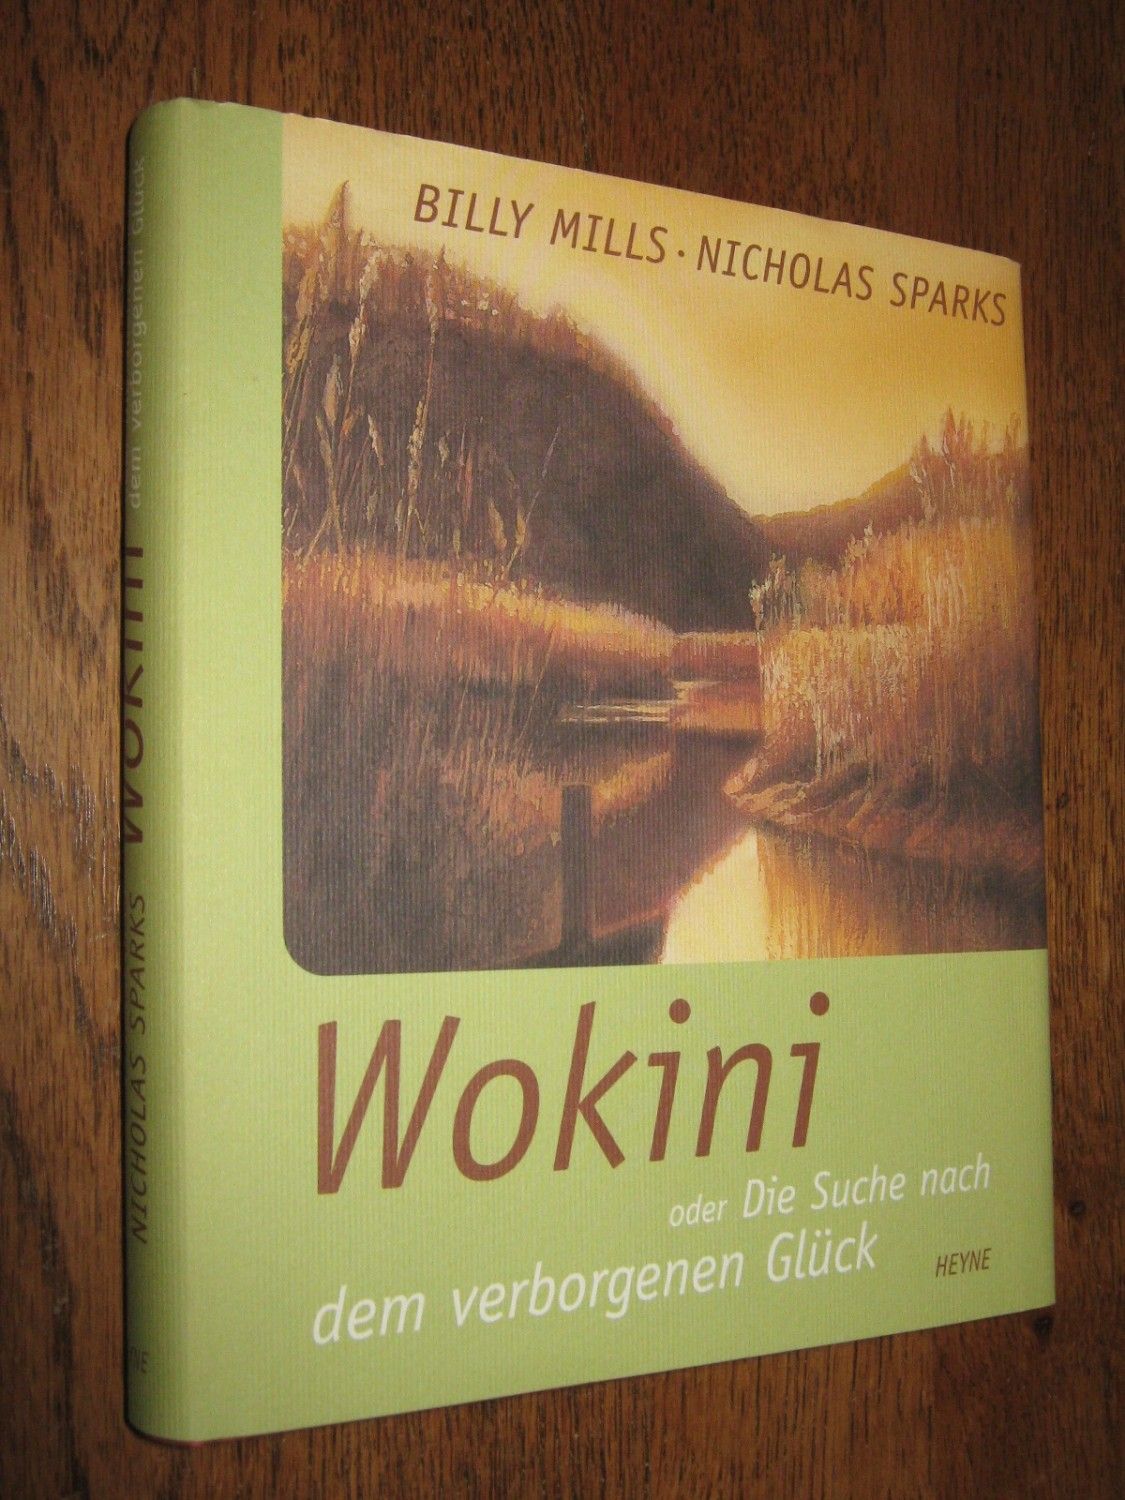 BILLY MILLS · NICHOLAS SPARKS
Wokini
oder Die Suche nach
dem verborgenen Glück
HEYNE
NICHOLAS SPARKS Wokini dem verborgenen Glück